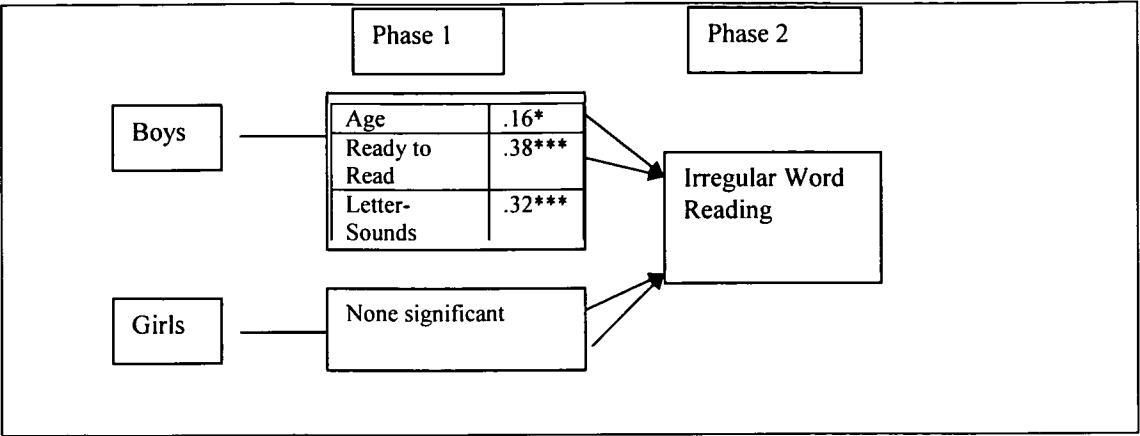 Phase 1
Phase 2
Boys
Age .16*
Ready to .38***
Read
Letter- .32***
Sounds
Irregular Word
Reading
Girls
None significant